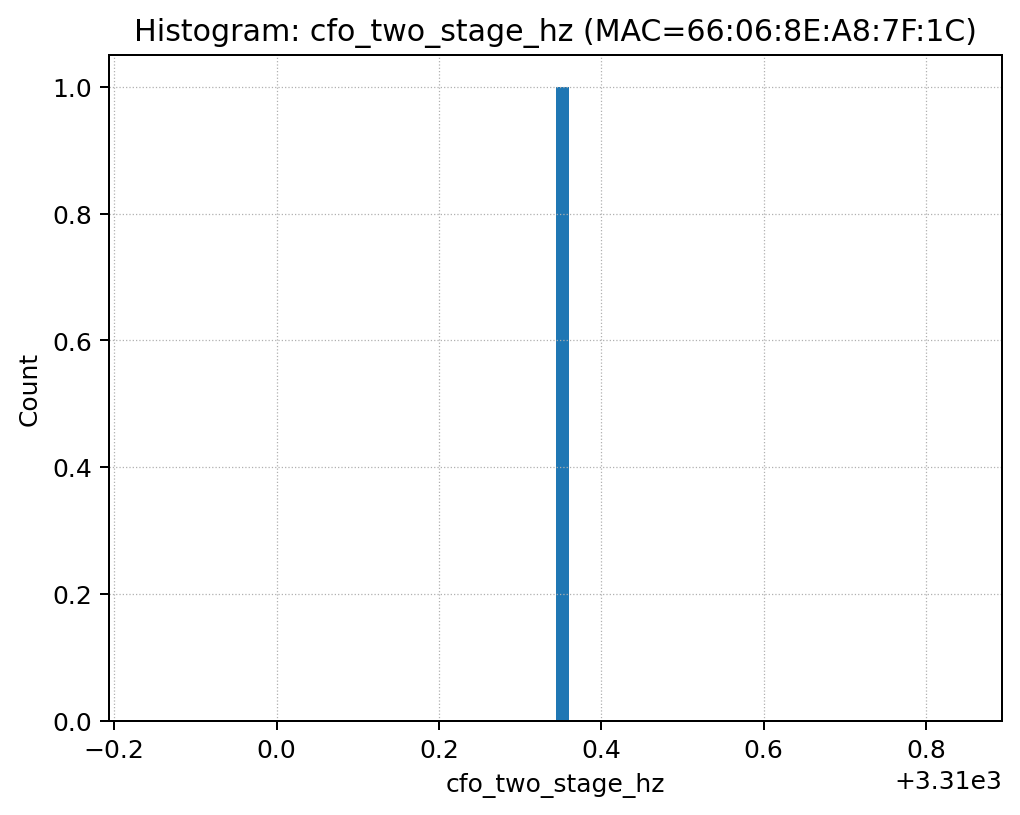 Histogram: cfo_two_stage_hz (MAC=66:06:8E:A8:7F:1C)
1.0
0.8
0.6
0.4
0.2
0.0
Count
−0.2 0.0 0.2 0.4 0.6 0.8
cfo_two_stage_hz
+3.31e3